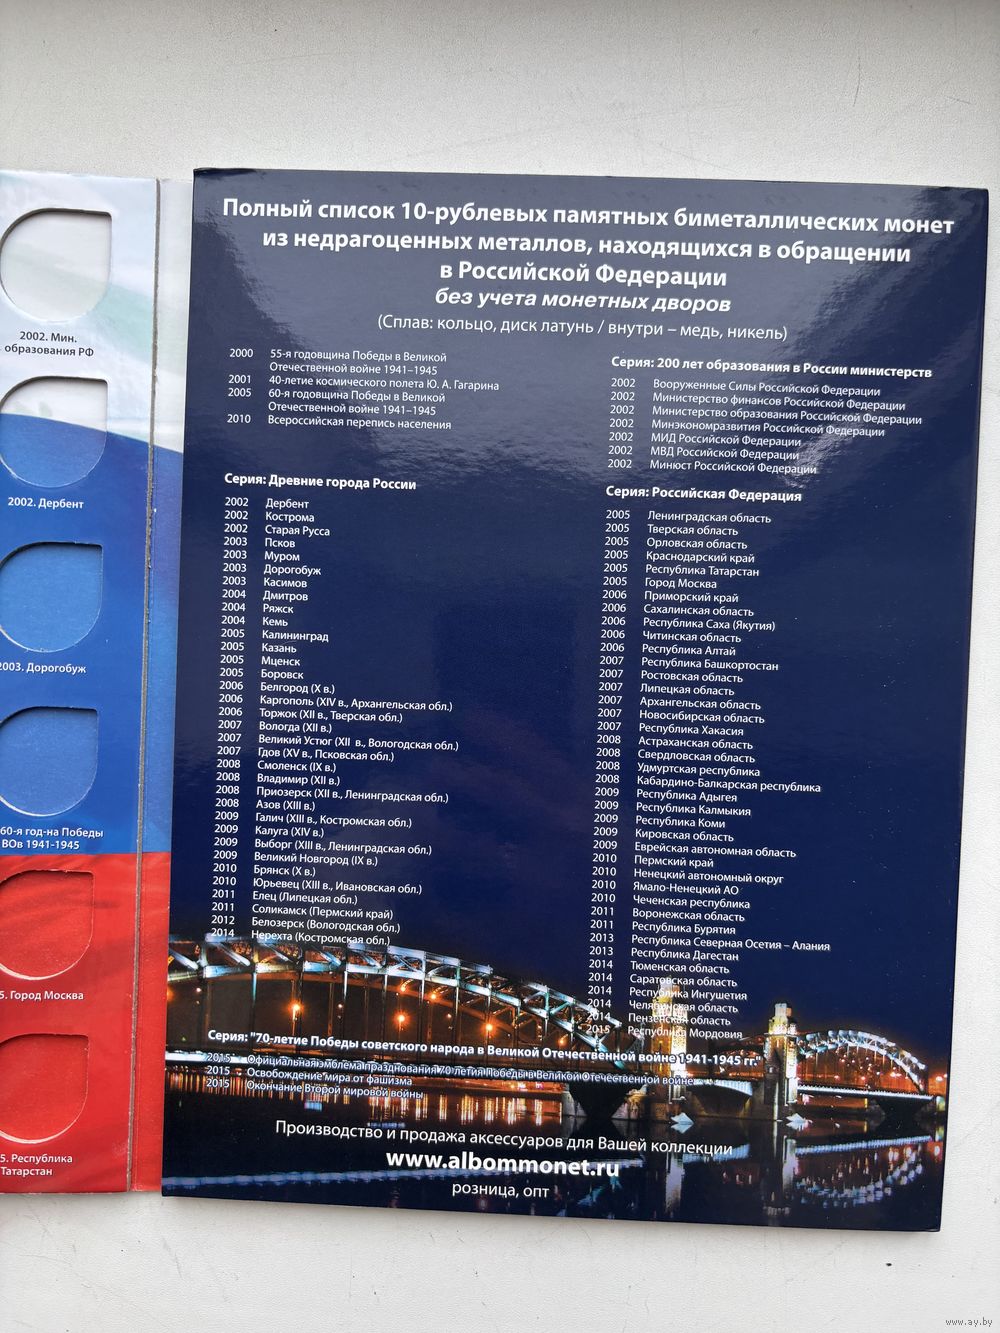 2002. Мин.
образования РФ
2002. Дербент
2003. Дорогобуж
60-я год-на Победы
ВОв 1941-1945
5. Город Москва
5. Республика
Татарстан
Полный список 10-рублевых памятных биметаллических монет
из недрагоценных металлов, находящихся в обращении
в Российской Федерации
без учета монетных дворов
(Сплав: кольцо, диск латунь / внутри – медь, никель)
2000 55-я годовщина Победы в Великой
Отечественной войне 1941–1945
2001 40-летие космического полета Ю. А. Гагарина
2005 60-я годовщина Победы в Великой
Отечественной войне 1941–1945
2010 Всероссийская перепись населения
Серия: Древние города России
2002 Дербент
2002 Кострома
2002 Старая Русса
2003 Псков
2003 Муром
2003 Дорогобуж
2003 Касимов
2004 Дмитров
2004 Ряжск
2004 Кемь
2005 Калининград
2005 Казань
2005 Мценск
2005 Боровск
2006 Белгород (X в.)
2006 Каргополь (XIV в., Архангельская обл.)
2006 Торжок (XII в., Тверская обл.)
2007 Вологда (XII в.)
2007 Великий Устюг (XII в., Вологодская обл.)
2007 Гдов (XV в., Псковская обл.)
2008 Смоленск (IX в.)
2008 Владимир (XII в.)
2008 Приозерск (XII в., Ленинградская обл.)
2008 Азов (XIII в.)
2009 Галич (XIII в., Костромская обл.)
2009 Калуга (XIV в.)
2009 Выборг (XIII в., Ленинградская обл.)
2009 Великий Новгород (IX в.)
2010 Брянск (X в.)
2010 Юрьевец (XIII в., Ивановская обл.)
2011 Елец (Липецкая обл.)
2011 Соликамск (Пермский край)
2012 Белозерск (Вологодская обл.)
2014 Нерехта (Костромская обл.)
Серия: 200 лет образования в России министерств
2002 Вооруженные Силы Российской Федерации
2002 Министерство финансов Российской Федерации
2002 Министерство образования Российской Федерации
2002 Минэкономразвития Российской Федерации
2002 МИД Российской Федерации
2002 МВД Российской Федерации
2002 Минюст Российской Федерации
Серия: Российская Федерация
2005 Ленинградская область
2005 Тверская область
2005 Орловская область
2005 Краснодарский край
2005 Республика Татарстан
2005 Город Москва
2006 Приморский край
2006 Сахалинская область
2006 Республика Саха (Якутия)
2006 Читинская область
2006 Республика Алтай
2007 Республика Башкортостан
2007 Ростовская область
2007 Липецкая область
2007 Архангельская область
2007 Новосибирская область
2007 Республика Хакасия
2008 Астраханская область
2008 Свердловская область
2008 Удмуртская республика
2008 Кабардино-Балкарская республика
2009 Республика Адыгея
2009 Республика Калмыкия
2009 Республика Коми
2009 Кировская область
2009 Еврейская автономная область
2010 Пермский край
2010 Ненецкий автономный округ
2010 Ямало-Ненецкий АО
2010 Чеченская республика
2011 Воронежская область
2011 Республика Бурятия
2013 Республика Северная Осетия – Алания
2013 Республика Дагестан
2014 Тюменская область
2014 Саратовская область
2014 Республика Ингушетия
2014 Челябинская область
2014 Пензенская область
2015 Республика Мордовия
Серия: "70-летие Победы советского народа в Великой Отечественной войне 1941-1945 гг."
2015 Официальная эмблема празднования 70 летия Победы в Великой Отечественной войне
2015 Освобождение мира от фашизма
2015 Окончание Второй мировой войны
Производство и продажа аксессуаров для Вашей коллекции
www.albommonet.ru
розница, опт
www.ay.by